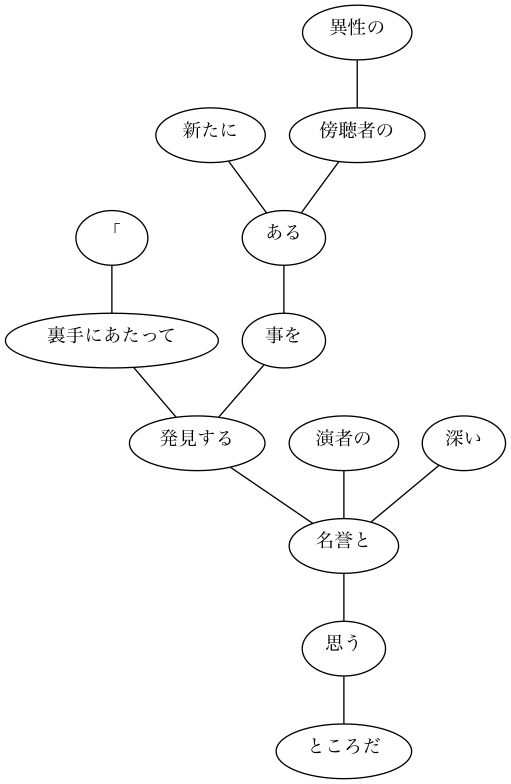 異性の
新たに
傍聴者の
「
ある
裏手にあたって
事を
発見する
演者の
深い
名誉と
思う
ところだ